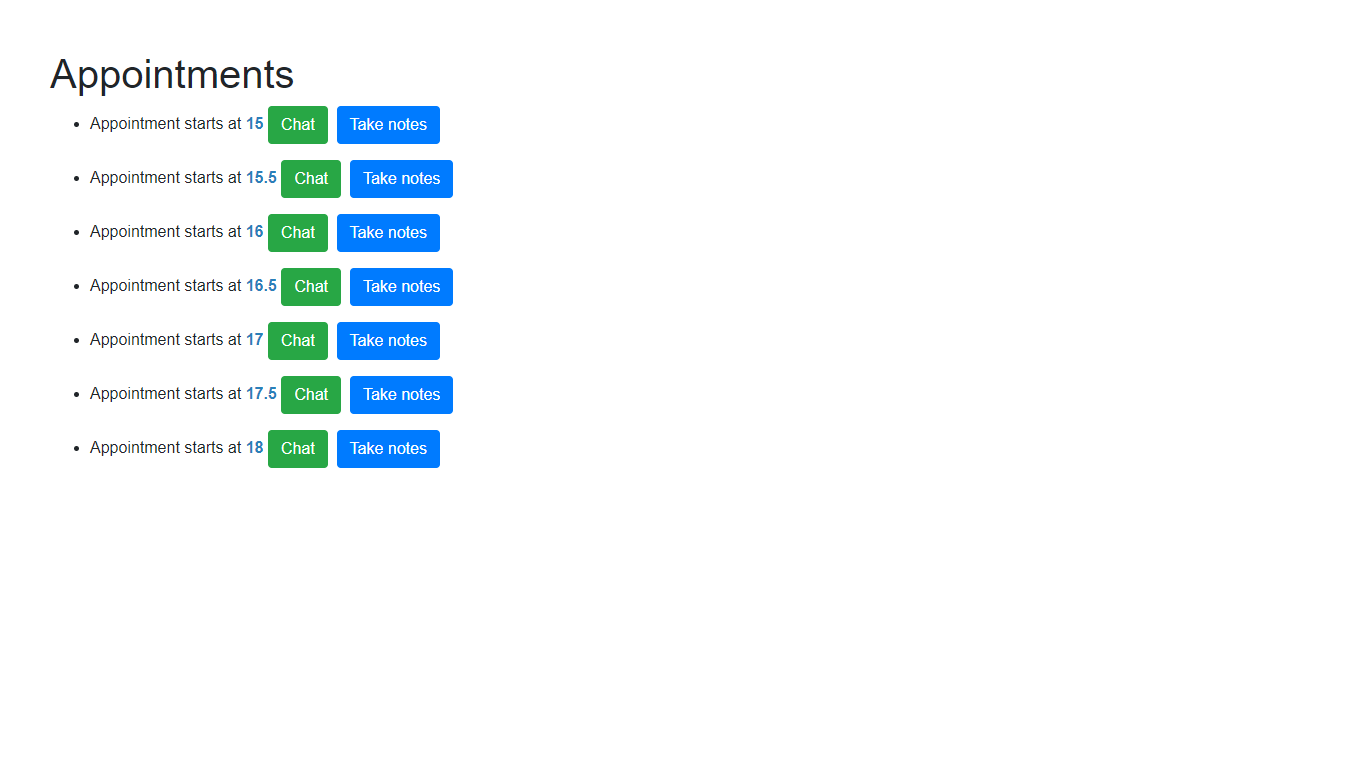 Appointments
Appointment starts at 15 Chat Take notes
Appointment starts at 15.5 Chat Take notes
Appointment starts at 16 Chat Take notes
Appointment starts at 16.5 Chat Take notes
Appointment starts at 17 Chat Take notes
Appointment starts at 17.5 Chat Take notes
Appointment starts at 18 Chat Take notes